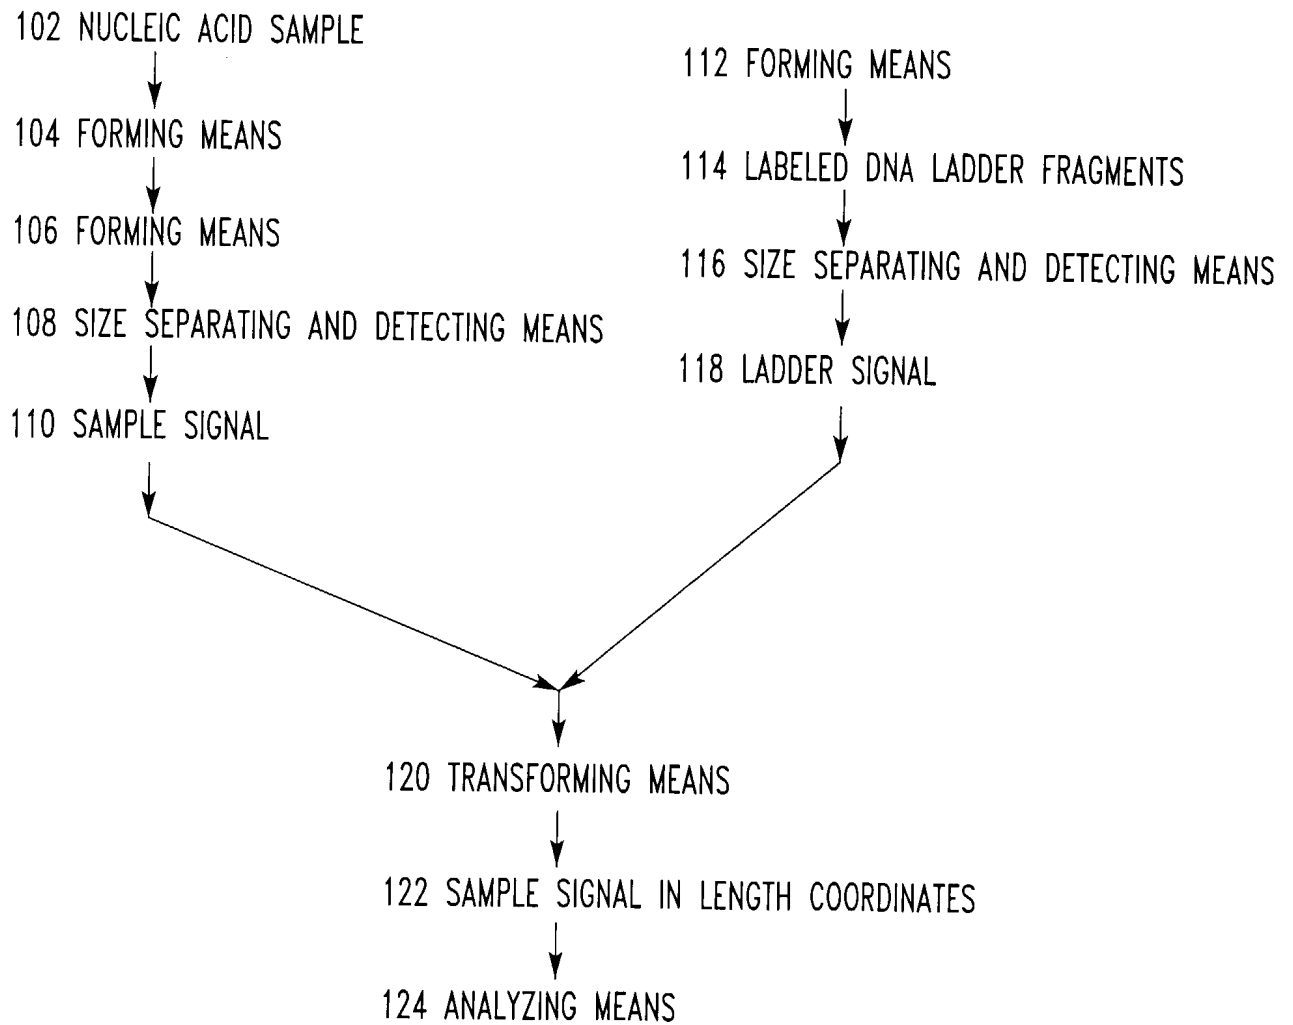 102 NUCLEIC ACID SAMPLE
104 FORMING MEANS
106 FORMING MEANS
108 SIZE SEPARATING AND DETECTING MEANS
110 SAMPLE SIGNAL
112 FORMING MEANS
114 LABELED DNA LADDER FRAGMENTS
116 SIZE SEPARATING AND DETECTING MEANS
118 LADDER SIGNAL
120 TRANSFORMING MEANS
122 SAMPLE SIGNAL IN LENGTH COORDINATES
124 ANALYZING MEANS